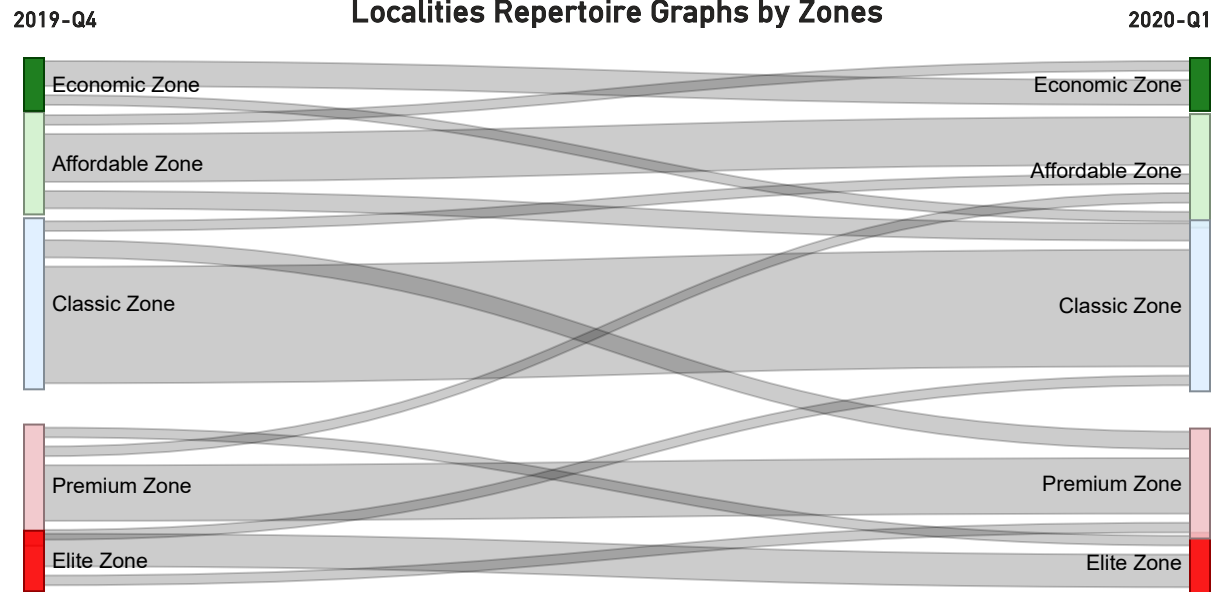 2019-Q4
Localities Repertoire Graphs by Zones
2020-Q1
Economic Zone
Economic Zone
Affordable Zone
Affordable Zone
Classic Zone
Classic Zone
Premium Zone
Premium Zone
Elite Zone
Elite Zone